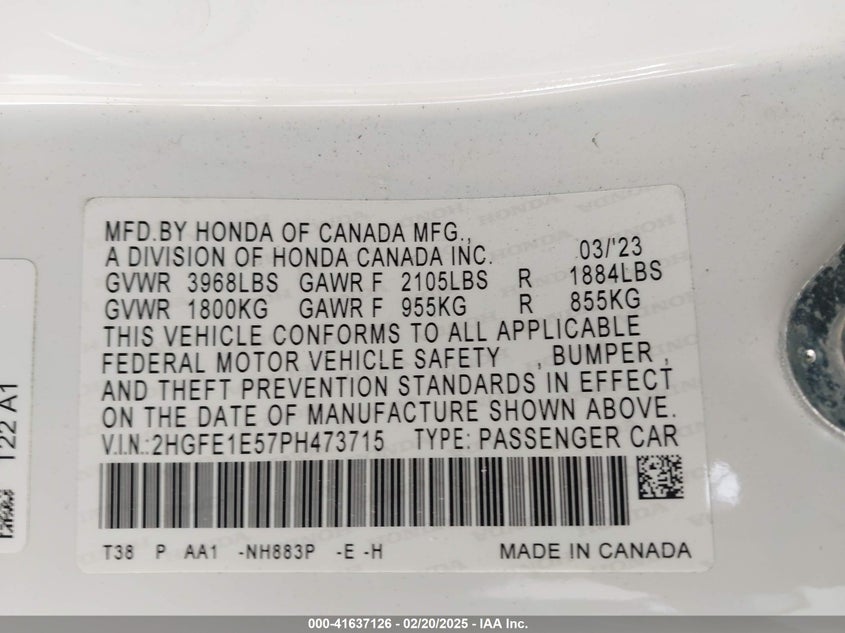 MFD.BY HONDA OF CANADA MFG.,
A DIVISION OF HONDA CANADA INC. 03/'23
GVWR 3968LBS GAWR F 2105LBS R 1884LBS
GVWR 1800KG GAWR F 955KG R 855KG
THIS VEHICLE CONFORMS TO ALL APPLICABLE
FEDERAL MOTOR VEHICLE SAFETY , BUMPER ,
AND THEFT PREVENTION STANDARDS IN EFFECT
ON THE DATE OF MANUFACTURE SHOWN ABOVE.
V.I.N.:2HGFE1E57PH473715 TYPE: PASSENGER CAR
T38 P AA1 -NH883P -E -H MADE IN CANADA
T22 A1
000-41637126 - 02/20/2025 - IAA Inc.